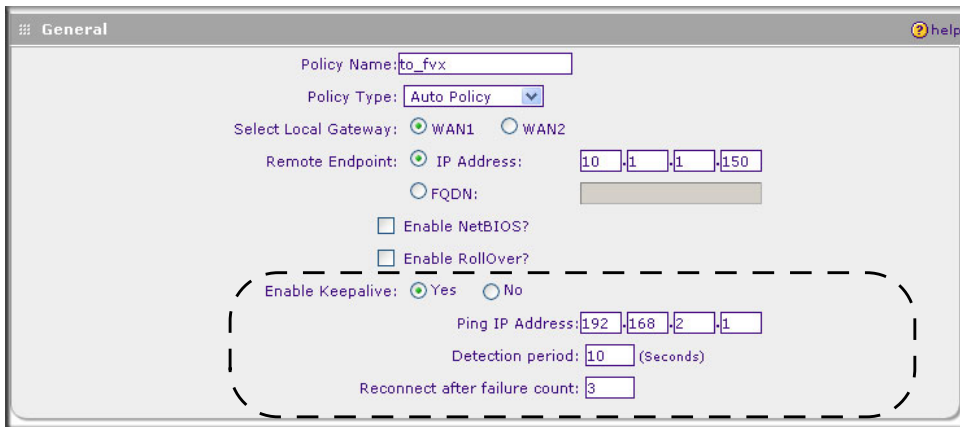 General help
Policy Name: to_fvx
Policy Type: Auto Policy
Select Local Gateway: WAN1 WAN2
Remote Endpoint: IP Address: 10 .1 .1 .150
FQDN:
Enable NetBIOS?
Enable RollOver?
Enable Keepalive: Yes No
Ping IP Address: 192 .168 .2 .1
Detection period: 10 (Seconds)
Reconnect after failure count: 3